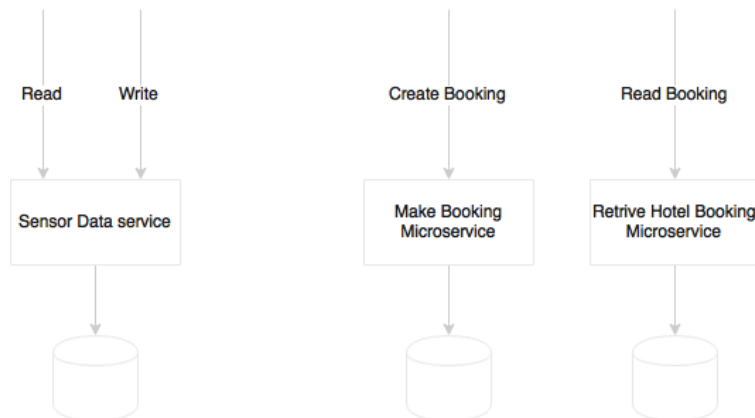 Read
Write
Create Booking
Read Booking
Sensor Data service
Make Booking
Microservice
Retrive Hotel Booking
Microservice